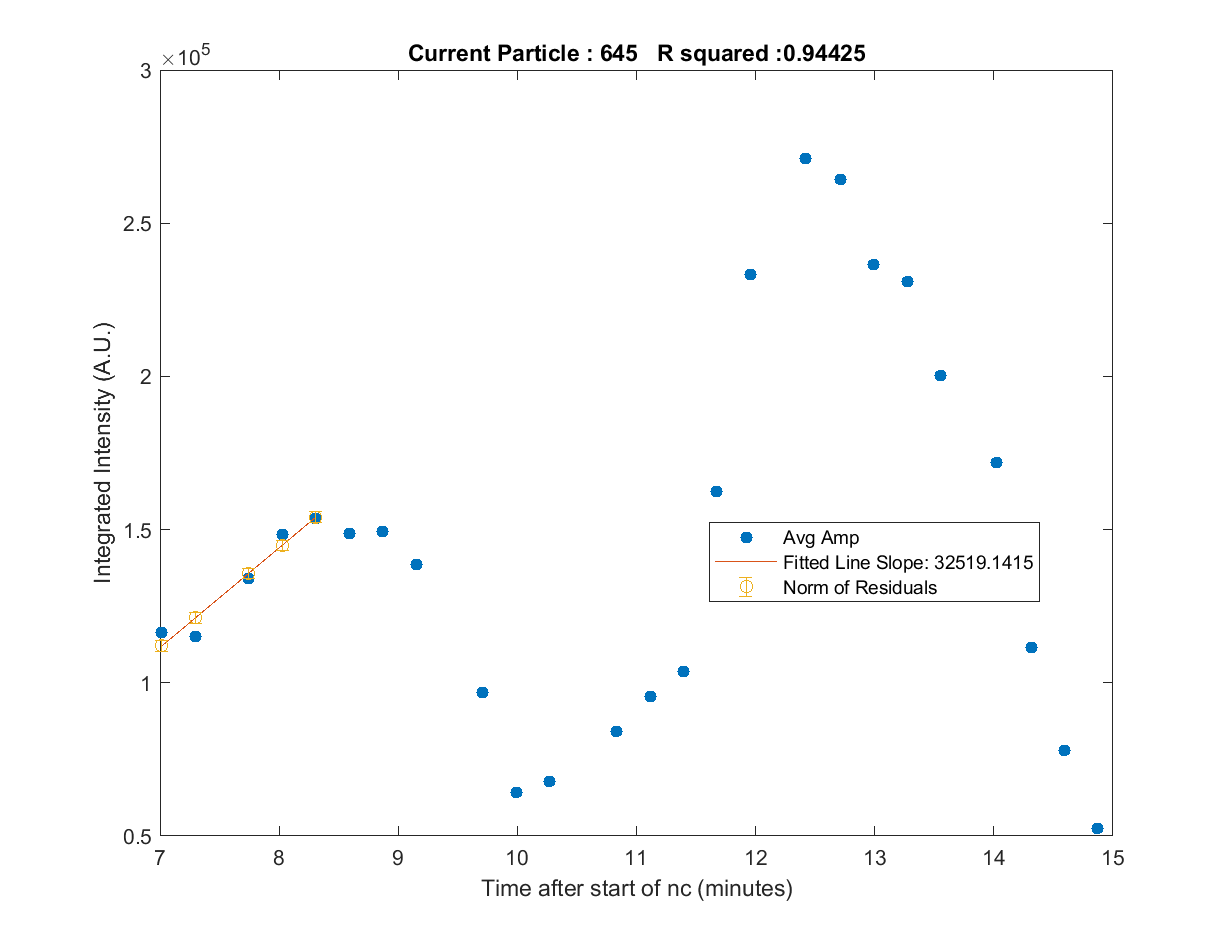 Current Particle : 645   R squared :0.94425
×10^5
3
2.5
2
1.5
1
0.5
Integrated Intensity (A.U.)
Avg Amp
Fitted Line Slope: 32519.1415
Norm of Residuals
7 8 9 10 11 12 13 14 15
Time after start of nc (minutes)